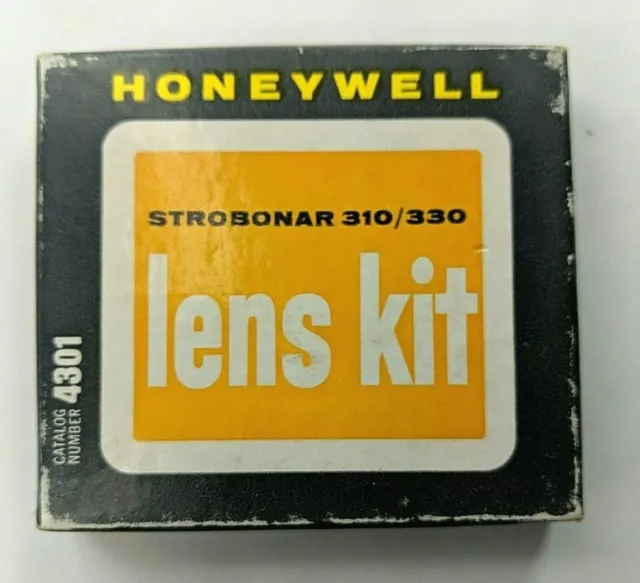 HONEYWELL
STROBONAR 310/330
lens kit
CATALOG
NUMBER 4301